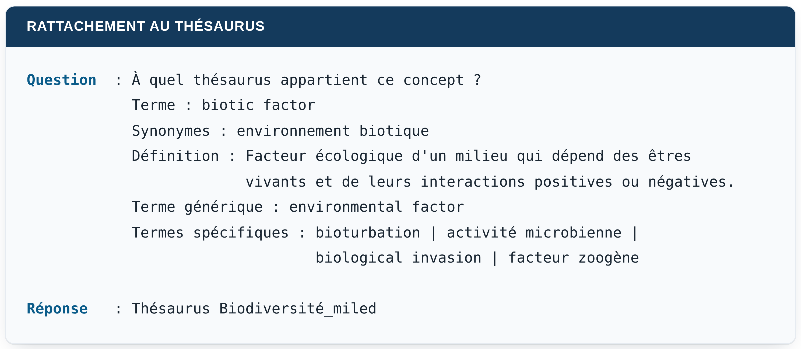 RATTACHEMENT AU THÉSAURUS
Question : À quel thésaurus appartient ce concept ?
Terme : biotic factor
Synonymes : environnement biotique
Définition : Facteur écologique d'un milieu qui dépend des êtres
vivants et de leurs interactions positives ou négatives.
Terme générique : environmental factor
Termes spécifiques : bioturbation | activité microbienne |
biological invasion | facteur zoogène
Réponse : Thésaurus Biodiversité_miled